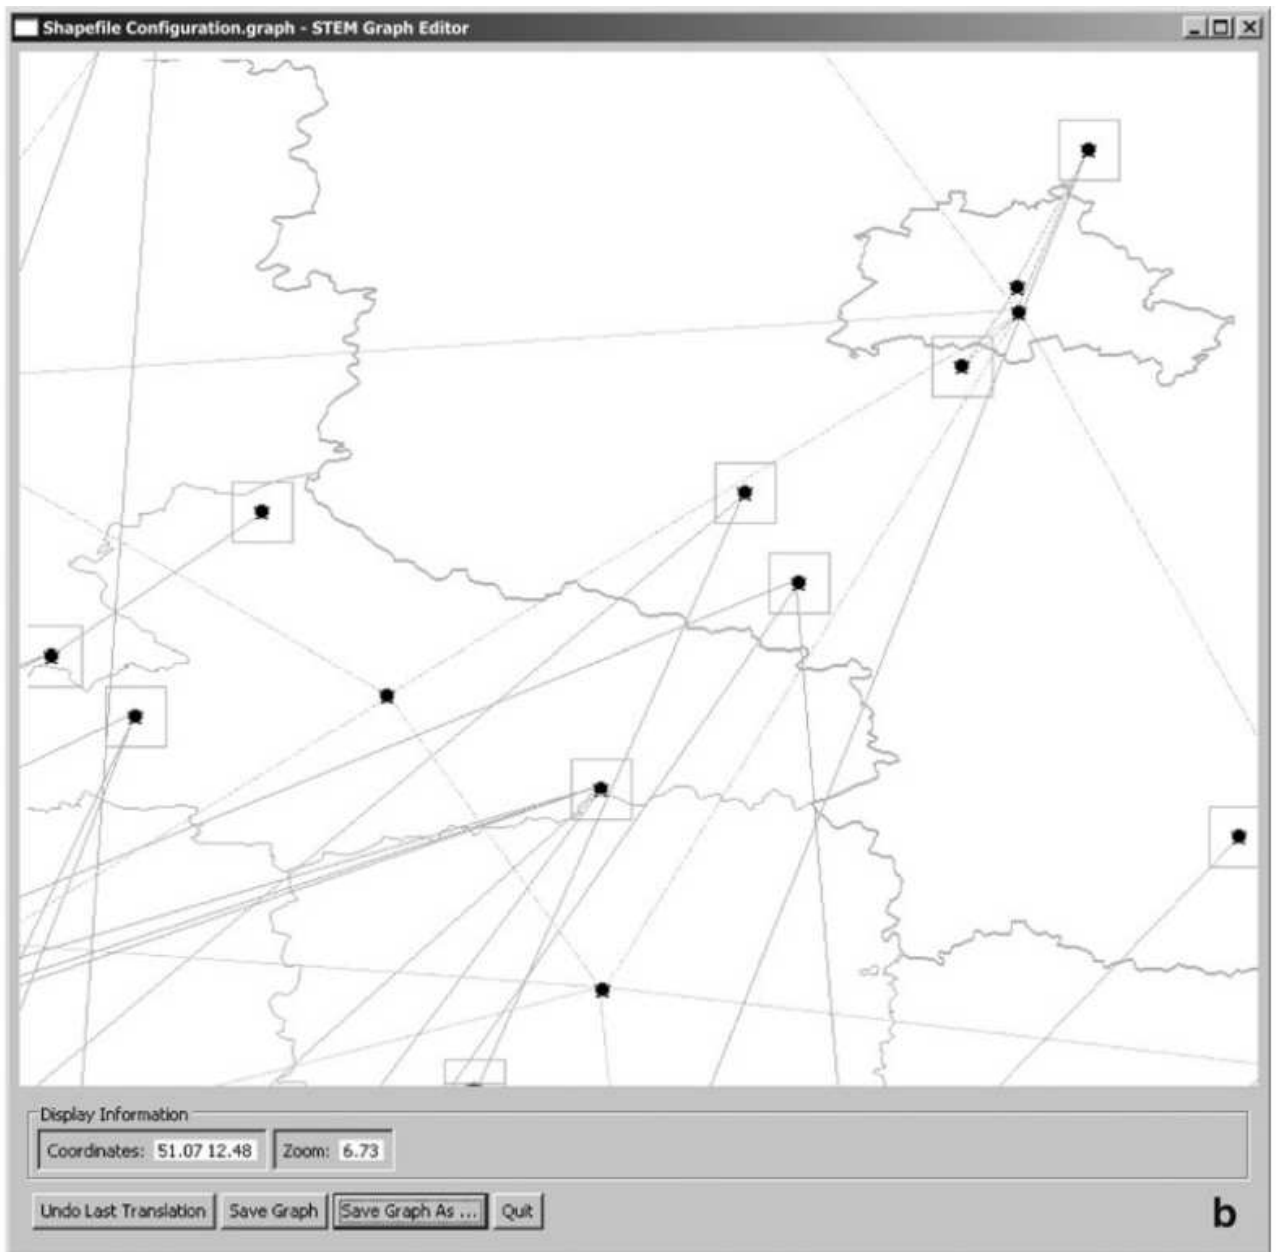 Shapefile Configuration.graph - STEM Graph Editor
Display Information
Coordinates: 51.07 12.48 Zoom: 6.73
Undo Last Translation Save Graph Save Graph As ... Quit
b